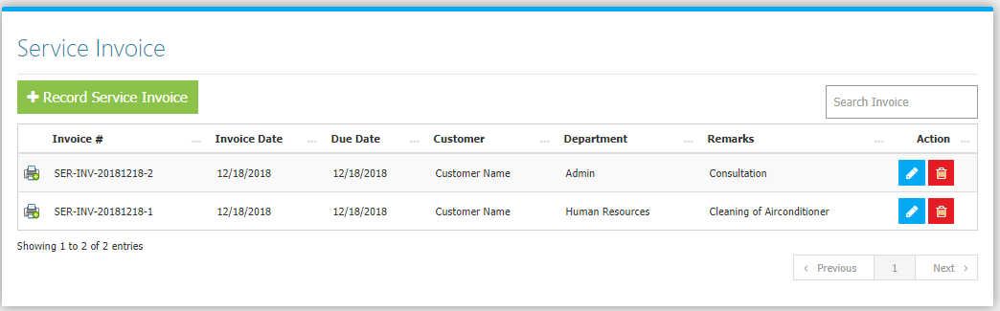 Service Invoice
Record Service Invoice
Search Invoice
Invoice # Invoice Date Due Date Customer Department Remarks Action
SER-INV-20181218-2 12/18/2018 12/18/2018 Customer Name Admin Consultation
SER-INV-20181218-1 12/18/2018 12/18/2018 Customer Name Human Resources Cleaning of Airconditioner
Showing 1 to 2 of 2 entries
Previous 1 Next